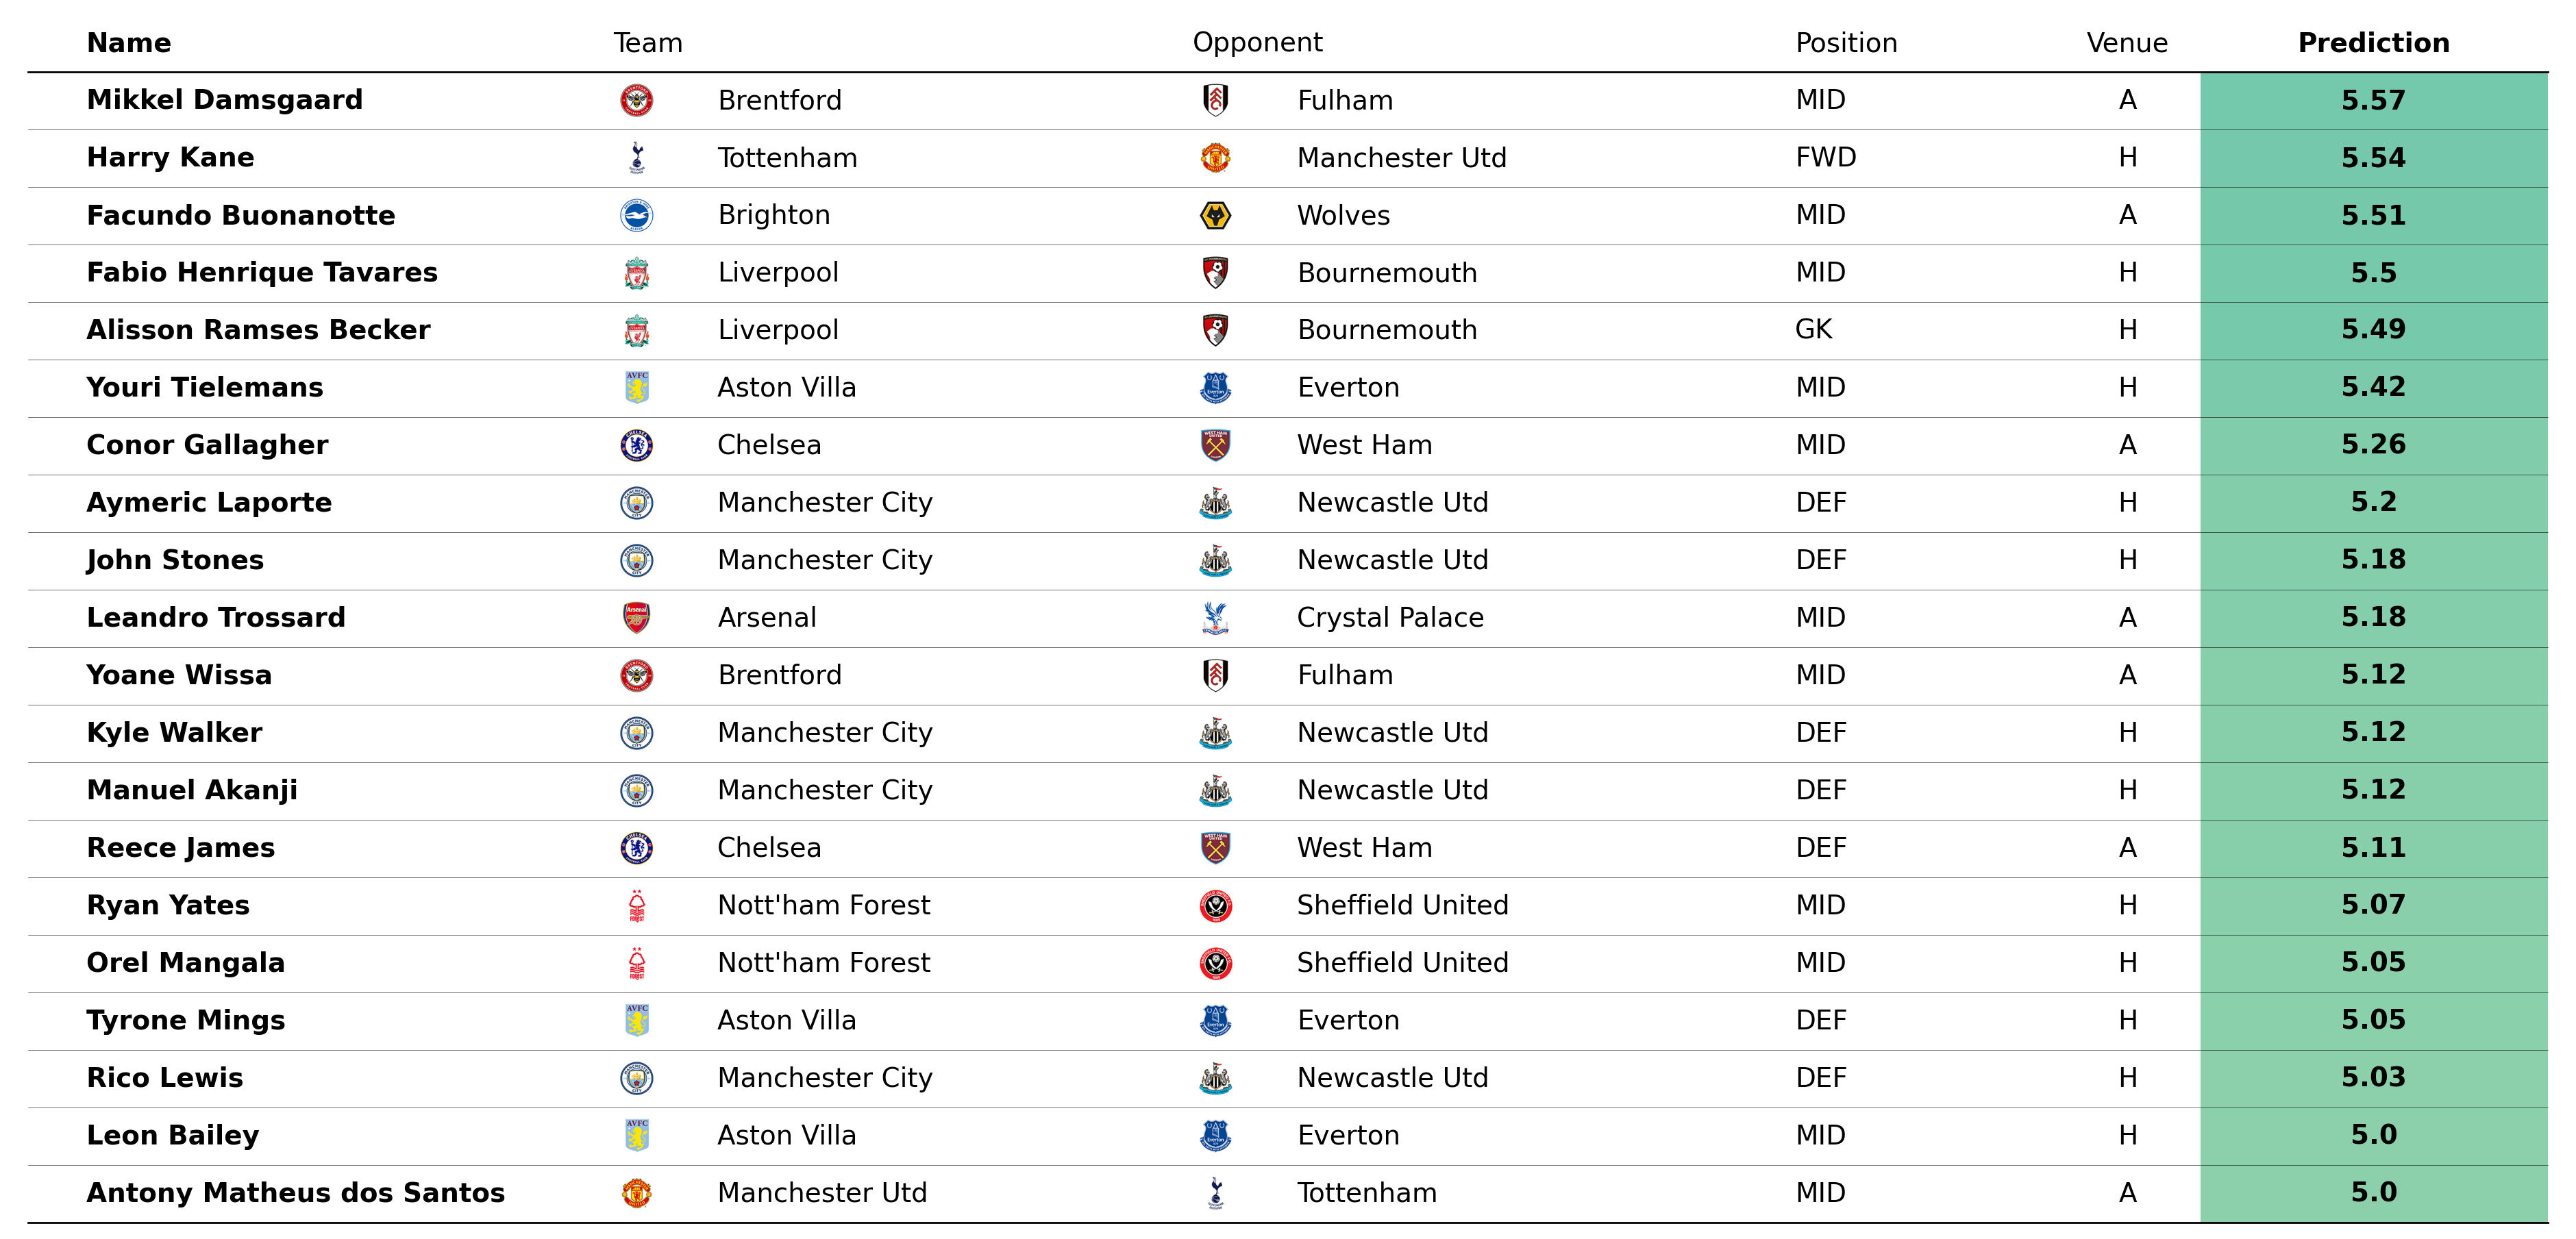 Name Team Opponent Position Venue Prediction
Mikkel Damsgaard Brentford Fulham MID A 5.57
Harry Kane Tottenham Manchester Utd FWD H 5.54
Facundo Buonanotte Brighton Wolves MID A 5.51
Fabio Henrique Tavares Liverpool Bournemouth MID H 5.5
Alisson Ramses Becker Liverpool Bournemouth GK H 5.49
Youri Tielemans Aston Villa Everton MID H 5.42
Conor Gallagher Chelsea West Ham MID A 5.26
Aymeric Laporte Manchester City Newcastle Utd DEF H 5.2
John Stones Manchester City Newcastle Utd DEF H 5.18
Leandro Trossard Arsenal Crystal Palace MID A 5.18
Yoane Wissa Brentford Fulham MID A 5.12
Kyle Walker Manchester City Newcastle Utd DEF H 5.12
Manuel Akanji Manchester City Newcastle Utd DEF H 5.12
Reece James Chelsea West Ham DEF A 5.11
Ryan Yates Nott'ham Forest Sheffield United MID H 5.07
Orel Mangala Nott'ham Forest Sheffield United MID H 5.05
Tyrone Mings Aston Villa Everton DEF H 5.05
Rico Lewis Manchester City Newcastle Utd DEF H 5.03
Leon Bailey Aston Villa Everton MID H 5.0
Antony Matheus dos Santos Manchester Utd Tottenham MID A 5.0